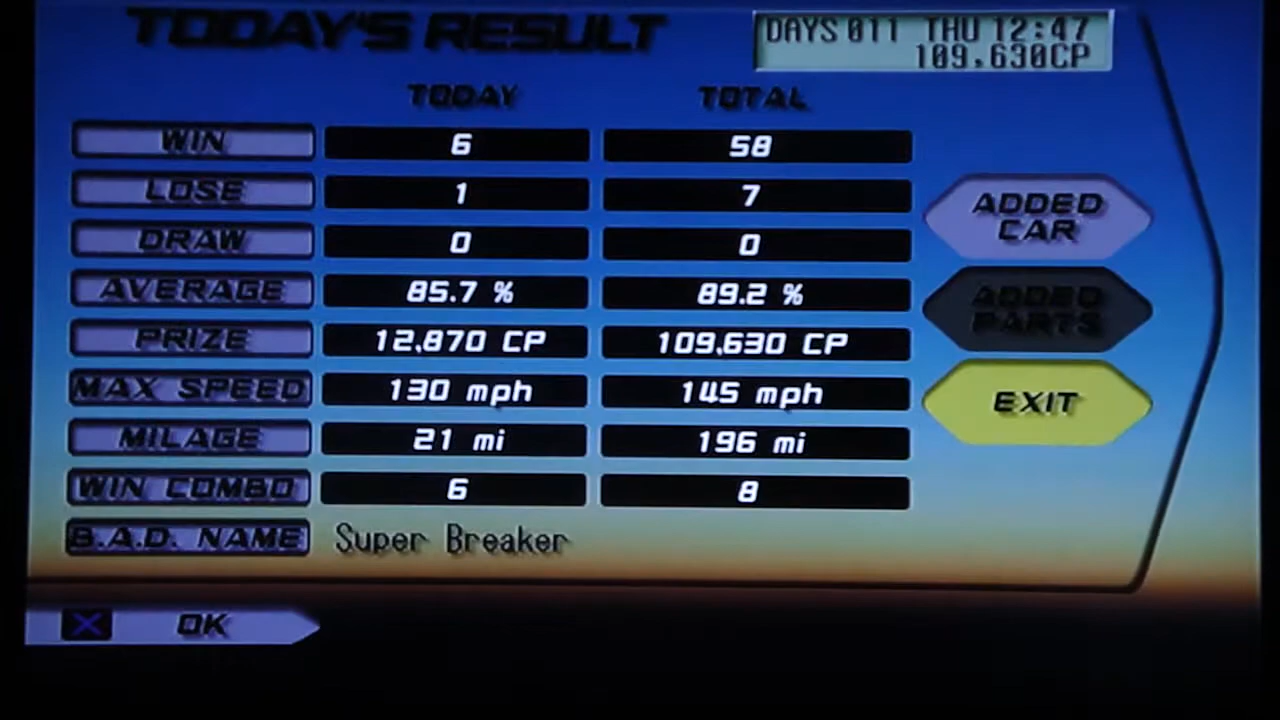 TODAY'S RESULT
DAYS 011 THU 12:47
109,630CP
TODAY TOTAL
WIN 6 58
LOSE 1 7
DRAW 0 0
AVERAGE 85.7 % 89.2 %
PRIZE 12,870 CP 109,630 CP
MAX SPEED 130 mph 145 mph
MILAGE 21 mi 196 mi
WIN COMBO 6 8
B.A.D. NAME Super Breaker
ADDED
CAR
ADDED
PARTS
EXIT
X OK